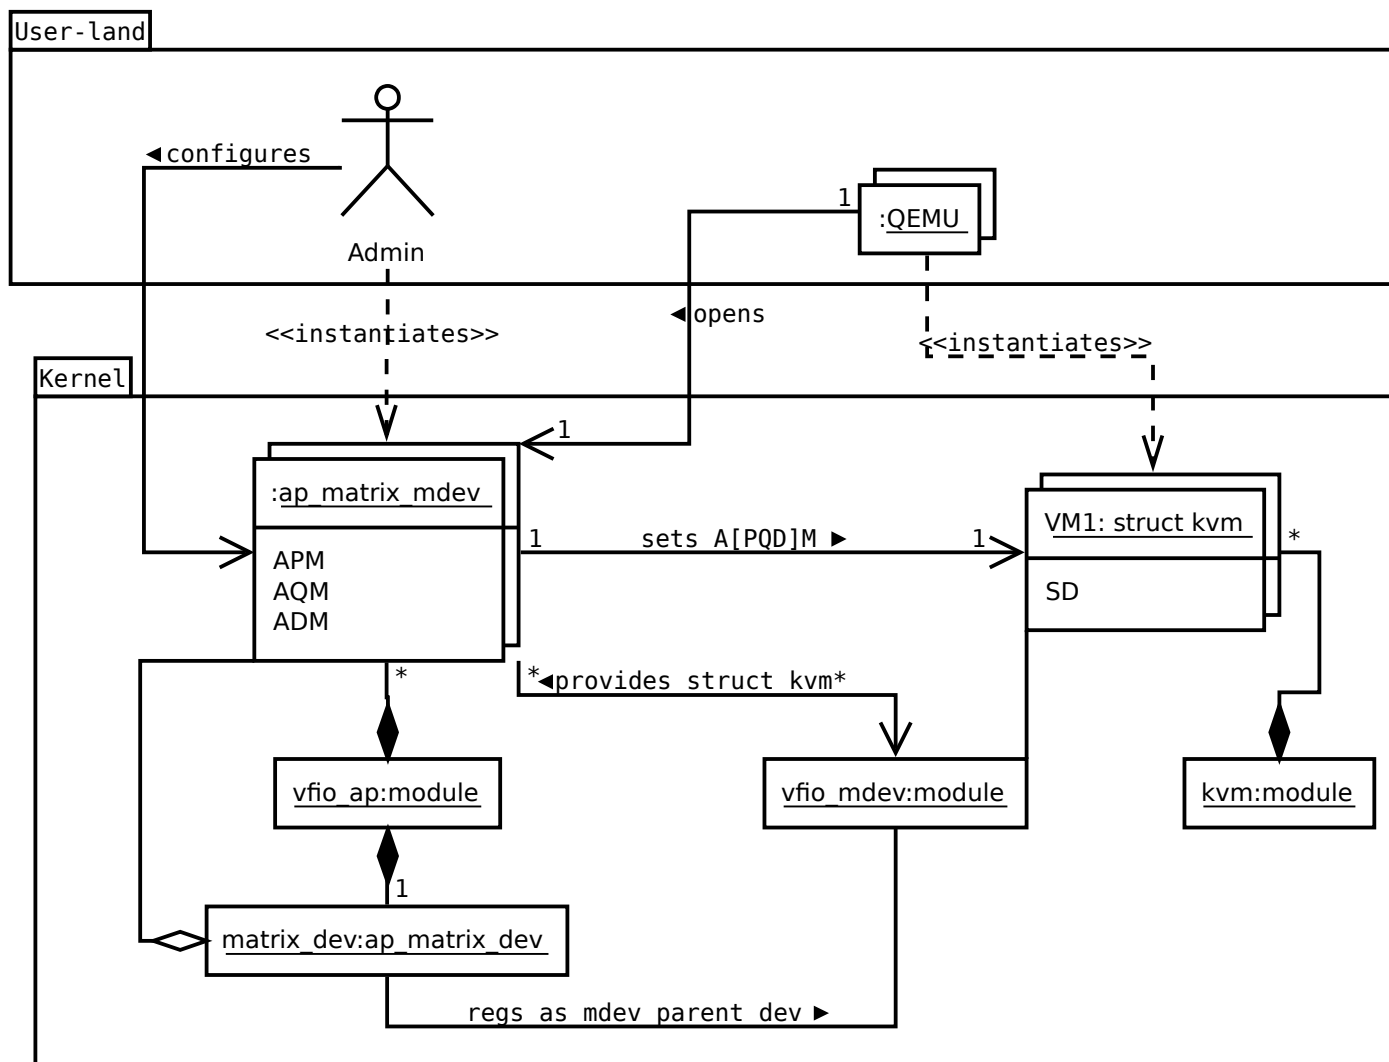 User-land
◄configures
1
:QEMU
Admin
◄opens
<<instantiates>>
<<instantiates>>
Kernel
1
:ap_matrix_mdev
VM1: struct kvm
1
sets A[PQD]M ►
1
*
APM
AQM
ADM
SD
*
*
◄provides struct kvm*
vfio_ap:module
vfio_mdev:module
kvm:module
1
matrix_dev:ap_matrix_dev
regs as mdev parent dev ►